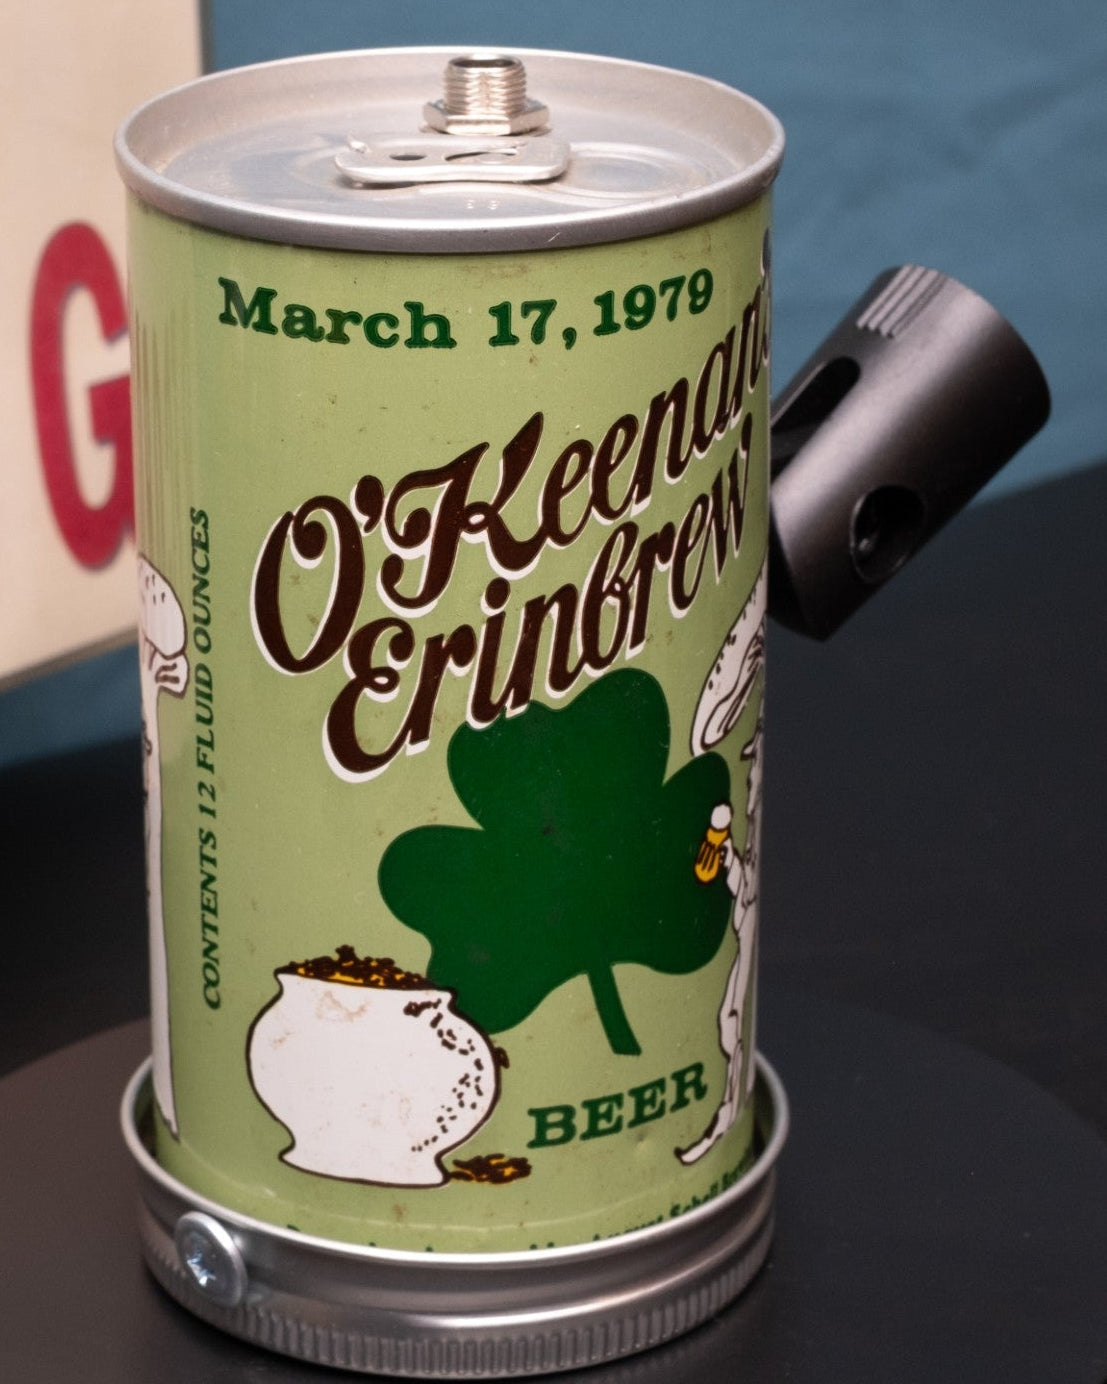 G
March 17, 1979
O'Keenan's
Erinbrew
CONTENTS 12 FLUID OUNCES
BEER